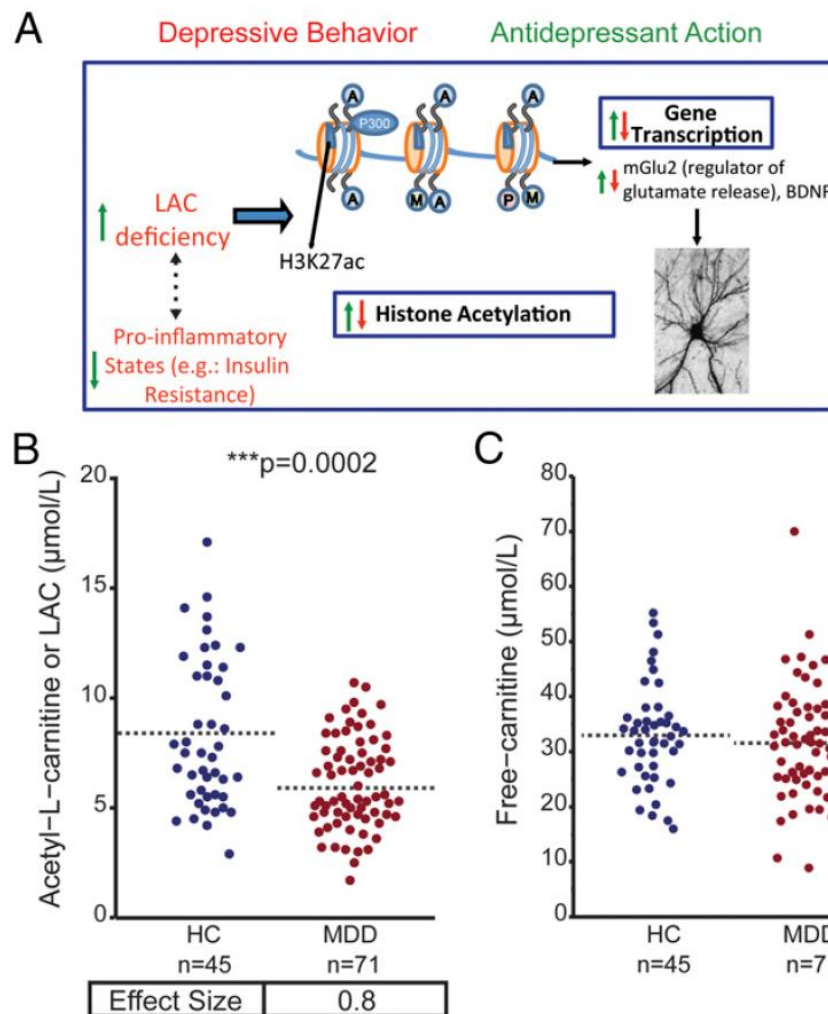 A
Depressive Behavior
Antidepressant Action
A
A
A
P300
A
M
A
P
M
Gene
Transcription
mGlu2 (regulator of
glutamate release), BDNF
LAC
deficiency
H3K27ac
Histone Acetylation
Pro-inflammatory
States (e.g.: Insulin
Resistance)
B
***p=0.0002
Acetyl-L-carnitine or LAC (µmol/L)
20
15
10
5
0
HC
MDD
n=45
n=71
Effect Size
0.8
C
Free-carnitine (µmol/L)
80
70
60
50
40
30
20
10
0
HC
MDD
n=45
n=7